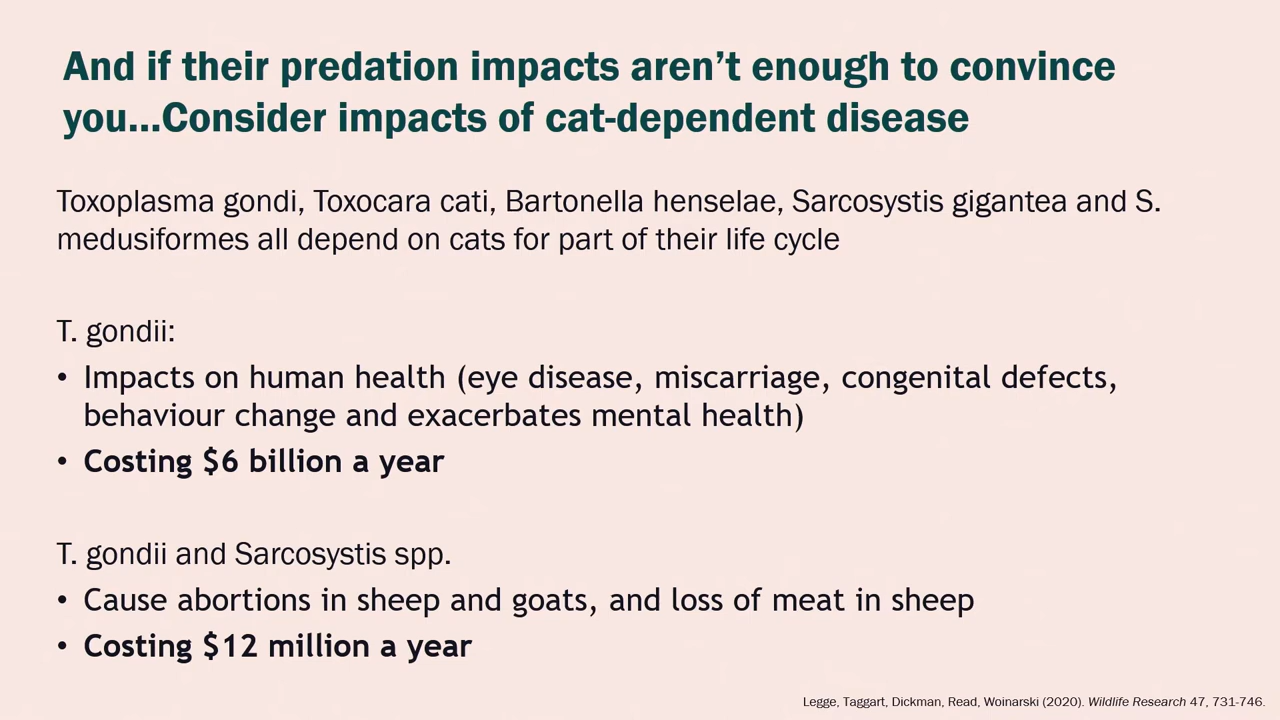 And if their predation impacts aren’t enough to convince
you…Consider impacts of cat-dependent disease
Toxoplasma gondi, Toxocara cati, Bartonella henselae, Sarcosystis gigantea and S.
medusiformes all depend on cats for part of their life cycle
T. gondii:
• Impacts on human health (eye disease, miscarriage, congenital defects,
behaviour change and exacerbates mental health)
• Costing $6 billion a year
T. gondii and Sarcosystis spp.
• Cause abortions in sheep and goats, and loss of meat in sheep
• Costing $12 million a year
Legge, Taggart, Dickman, Read, Woinarski (2020). Wildlife Research 47, 731-746.